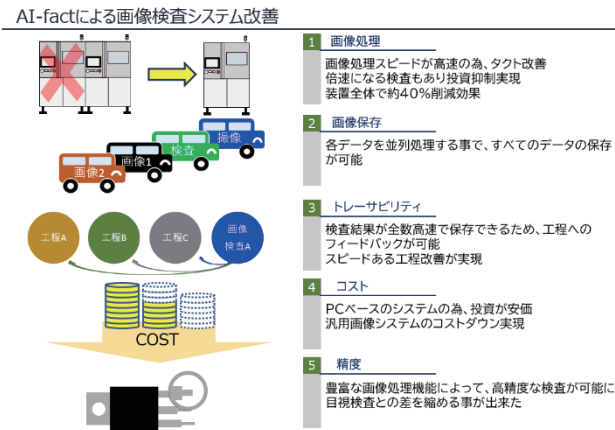 AI-factによる画像検査システム改善
1 画像処理
画像処理スピードが高速の為、タクト改善
倍速になる検査もあり投資抑制実現
装置全体で約40%削減効果
撮像
検査
画像1
画像2
2 画像保存
各データを並列処理する事で、すべてのデータの保存
が可能
工程A
工程B
工程C
画像
検査A
3 トレーサビリティ
検査結果が全数高速で保存できるため、工程への
フィードバックが可能
スピードある工程改善が実現
COST
4 コスト
PCベースのシステムの為、投資が安価
汎用画像システムのコストダウン実現
5 精度
豊富な画像処理機能によって、高精度な検査が可能に
目視検査との差を縮める事が出来た